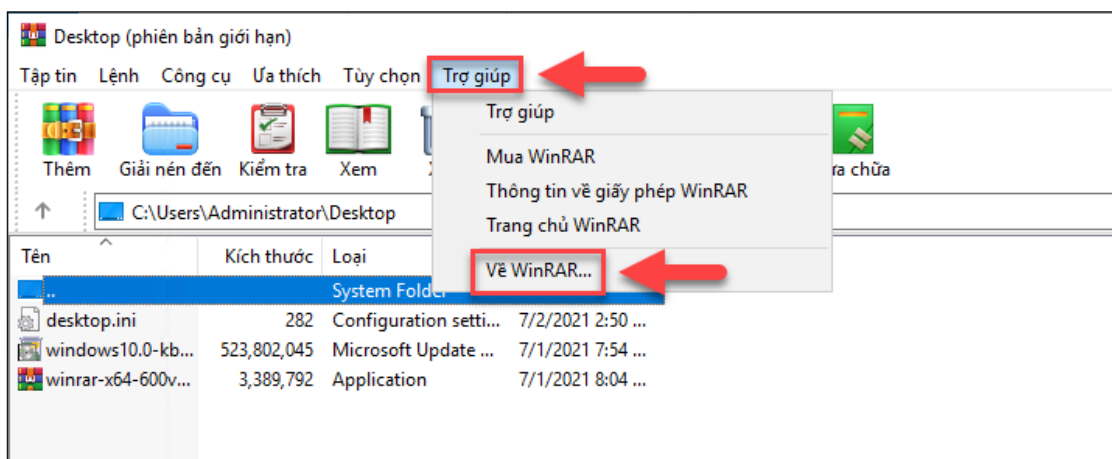 Desktop (phiên bản giới hạn)
Tập tin Lệnh Công cụ Ưa thích Tùy chọn Trợ giúp
Trợ giúp
Mua WinRAR
Thông tin về giấy phép WinRAR
Trang chủ WinRAR
Về WinRAR...
Thêm Giải nén đến Kiểm tra Xem chữa
C:\Users\Administrator\Desktop
Tên Kích thước Loại
.. System Folder
desktop.ini 282 Configuration setti... 7/2/2021 2:50 ...
windows10.0-kb... 523,802,045 Microsoft Update ... 7/1/2021 7:54 ...
winrar-x64-600v... 3,389,792 Application 7/1/2021 8:04 ...